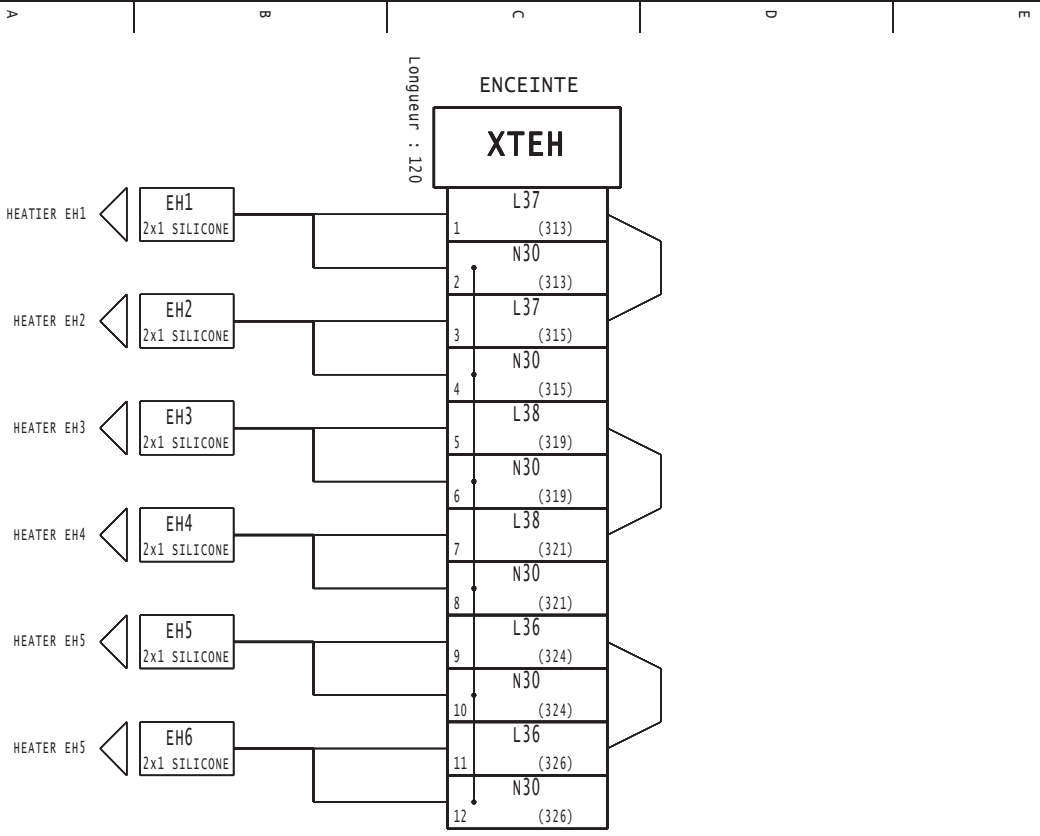 A B C D E
Longueur : 120
ENCEINTE
XTEH
HEATIER EH1
EH1
2x1 SILICONE
L37
1 (313)
N30
2 (313)
HEATER EH2
EH2
2x1 SILICONE
L37
3 (315)
N30
4 (315)
HEATER EH3
EH3
2x1 SILICONE
L38
5 (319)
N30
6 (319)
HEATER EH4
EH4
2x1 SILICONE
L38
7 (321)
N30
8 (321)
HEATER EH5
EH5
2x1 SILICONE
L36
9 (324)
N30
10 (324)
HEATER EH5
EH6
2x1 SILICONE
L36
11 (326)
N30
12 (326)